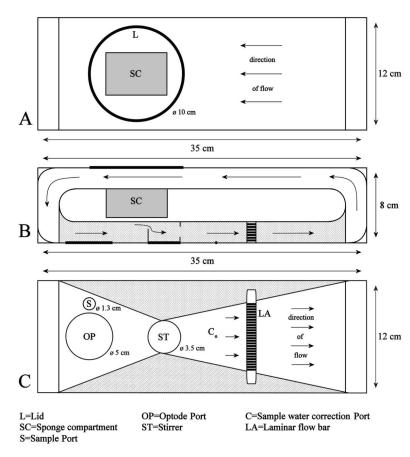 L
SC
direction
of flow
ø 10 cm
12 cm
A
35 cm
SC
8 cm
B
35 cm
S
ø 1.3 cm
LA
OP
ST
C
direction
of
flow
ø 5 cm
ø 3.5 cm
12 cm
C
L=Lid OP=Optode Port C=Sample water correction Port
SC=Sponge compartment ST=Stirrer LA=Laminar flow bar
S=Sample Port